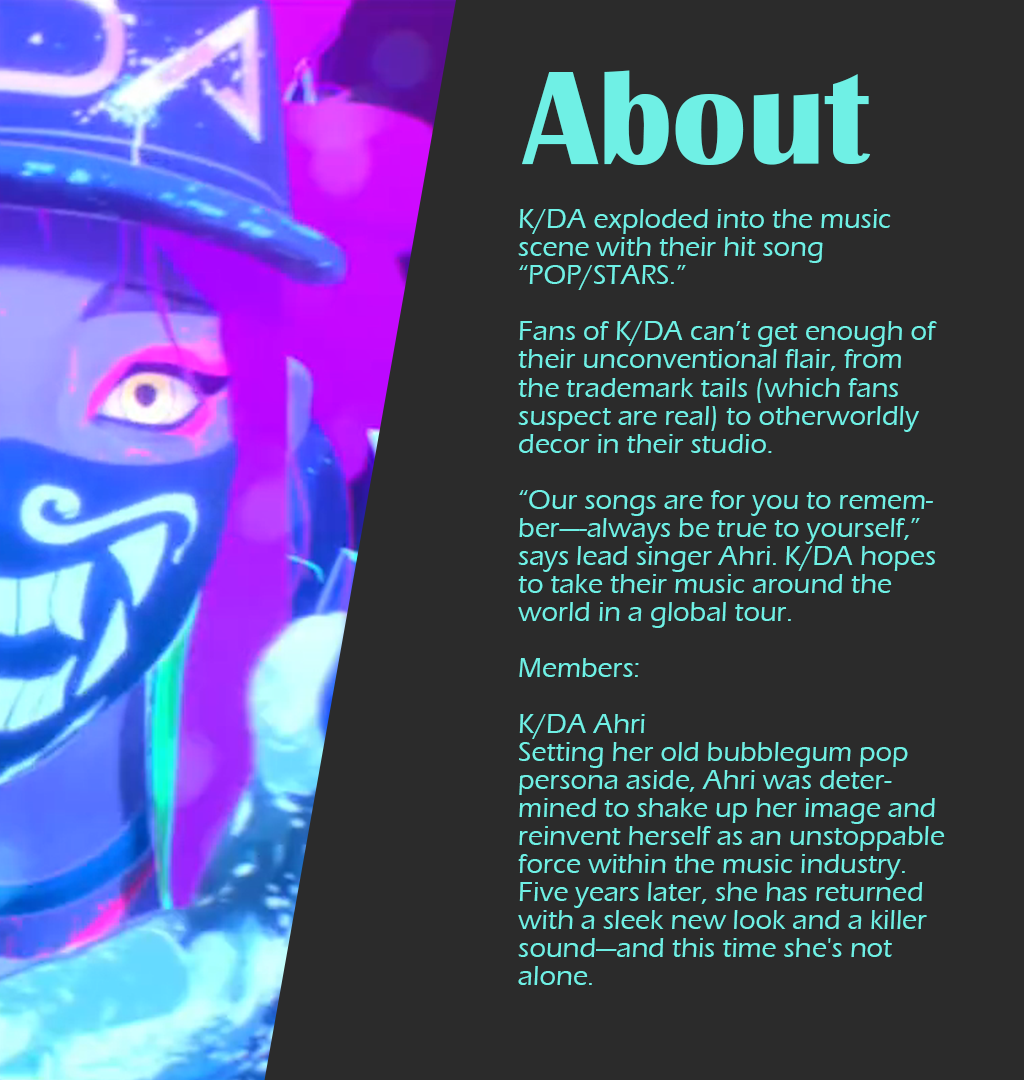 About
K/DA exploded into the music
scene with their hit song
“POP/STARS.”
Fans of K/DA can’t get enough of
their unconventional flair, from
the trademark tails (which fans
suspect are real) to otherworldly
decor in their studio.
“Our songs are for you to remem-
ber—always be true to yourself,”
says lead singer Ahri. K/DA hopes
to take their music around the
world in a global tour.
Members:
K/DA Ahri
Setting her old bubblegum pop
persona aside, Ahri was deter-
mined to shake up her image and
reinvent herself as an unstoppable
force within the music industry.
Five years later, she has returned
with a sleek new look and a killer
sound—and this time she's not
alone.